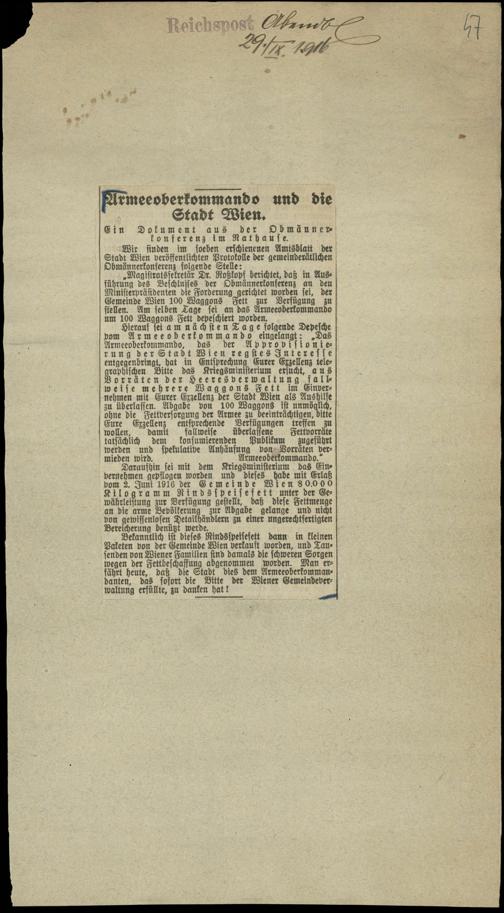 Reichspost Abendbl
47
29./IX. 1916
Armeeoberkommando und die
Stadt Wien.
Ein Dokument aus der Obmänner-
konferenz im Rathause.
Wir finden im soeben erschienenen Amtsblatt der
Stadt Wien veröffentlichten Protokolle der gemeinderätlichen
Obmännerkonferenz folgende Stelle:
„Magistratssekretär Dr. Roßkopf berichtet, daß in Aus-
führung des Beschlusses der Obmännerkonferenz an den
Ministerpräsidenten die Forderung gerichtet worden sei, der
Gemeinde Wien 100 Waggons Fett zur Verfügung zu
stellen. Am selben Tage sei an das Armeeoberkommando
um 100 Waggons Fett depeschiert worden.
Hierauf sei am nächsten Tage folgende Depesche
vom Armeeoberkommando eingelangt: „Das
Armeeoberkommando, das der Approvisionie-
rung der Stadt Wien regstes Interesse
entgegenbringt, hat in Entsprechung Eurer Exzellenz tele-
graphischen Bitte das Kriegsministerium ersucht, aus
Vorräten der Heeresverwaltung fall-
weise mehrere Waggons Fett im Einver-
nehmen mit Eurer Exzellenz der Stadt Wien als Aushilfe
zu überlassen. Abgabe von 100 Waggons ist unmöglich,
ohne die Fettversorgung der Armee zu beeinträchtigen, bitte
Eure Exzellenz entsprechende Verfügungen treffen zu
wollen, damit fallweise überlassene Fettvorräte
tatsächlich dem konsumierenden Publikum zugeführt
werden und spekulative Anhäufung von Vorräten ver-
mieden wird. Armeeoberkommando.“
Daraufhin sei mit dem Kriegsministerium das Ein-
vernehmen gepflogen worden und dieses habe mit Erlaß
vom 2. Juni 1916 der Gemeinde Wien 80.000
Kilogramm Rindsspeisefett unter der Ge-
währleistung zur Verfügung gestellt, daß diese Fettmenge
an die arme Bevölkerung zur Abgabe gelange und nicht
von gewissenlosen Detailhändlern zu einer ungerechtfertigten
Bereicherung benützt werde.
Bekanntlich ist dieses Rindsspeisefett dann in kleinen
Paketen von der Gemeinde Wien verkauft worden, und Tau-
senden von Wiener Familien sind damals die schweren Sorgen
wegen der Fettbeschaffung abgenommen worden. Man er-
fährt heute, daß die Stadt dies dem Armeeoberkomman-
danten, das sofort die Bitte der Wiener Gemeindever-
waltung erfüllte, zu danken hat!